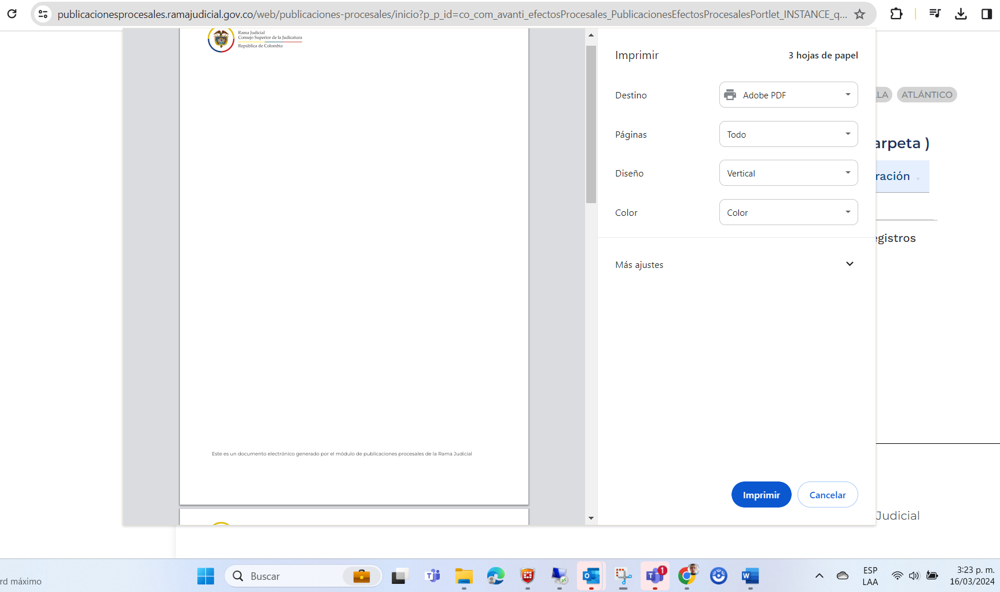 publicacionesprocesales.ramajudicial.gov.co/web/publicaciones-procesales/inicio?p_p_id=co_com_avanti_efectosProcesales_PublicacionesEfectosProcesalesPortlet_INSTANCE_q...
Rama Judicial
Consejo Superior de la Judicatura
República de Colombia
Imprimir
3 hojas de papel
Destino
Adobe PDF
LA
ATLÁNTICO
Páginas
Todo
arpeta )
Diseño
Vertical
ración
Color
Color
egistros
Más ajustes
Este es un documento electrónico generado por el módulo de publicaciones procesales de la Rama Judicial
Imprimir
Cancelar
Judicial
rd máximo
Buscar
1
ESP
LAA
3:23 p. m.
16/03/2024